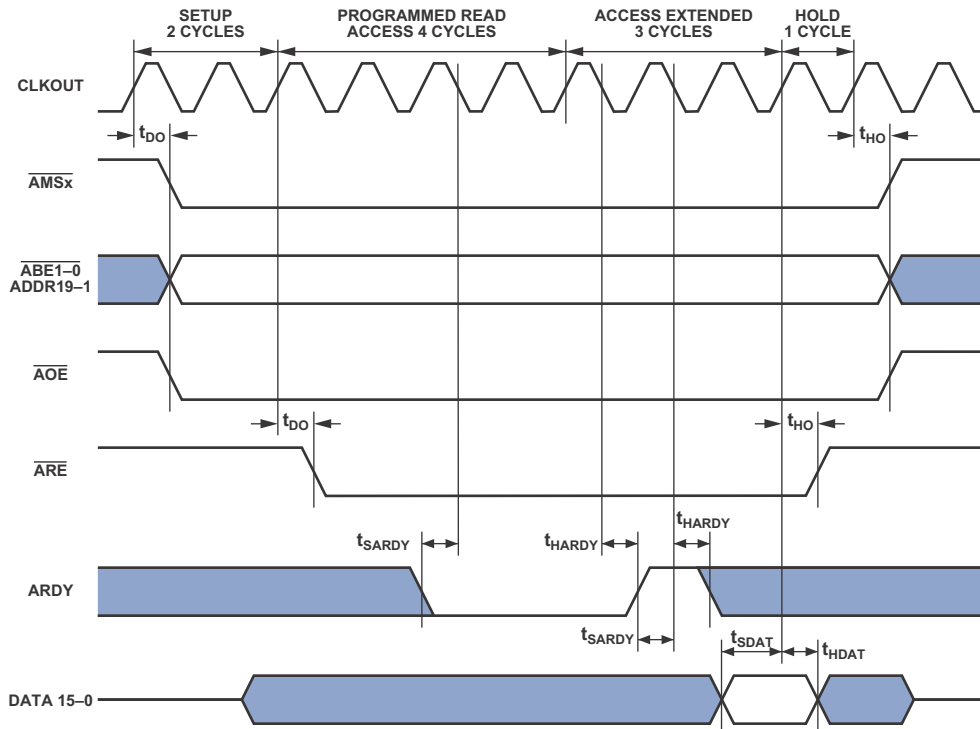 SETUP
2 CYCLES
PROGRAMMED READ
ACCESS 4 CYCLES
ACCESS EXTENDED
3 CYCLES
HOLD
1 CYCLE
CLKOUT
tDO
tHO
AMSx
ABE1–0
ADDR19–1
AOE
tDO
tHO
ARE
tSARDY
tHARDY
tHARDY
ARDY
tSARDY
tSDAT
tHDAT
DATA 15–0